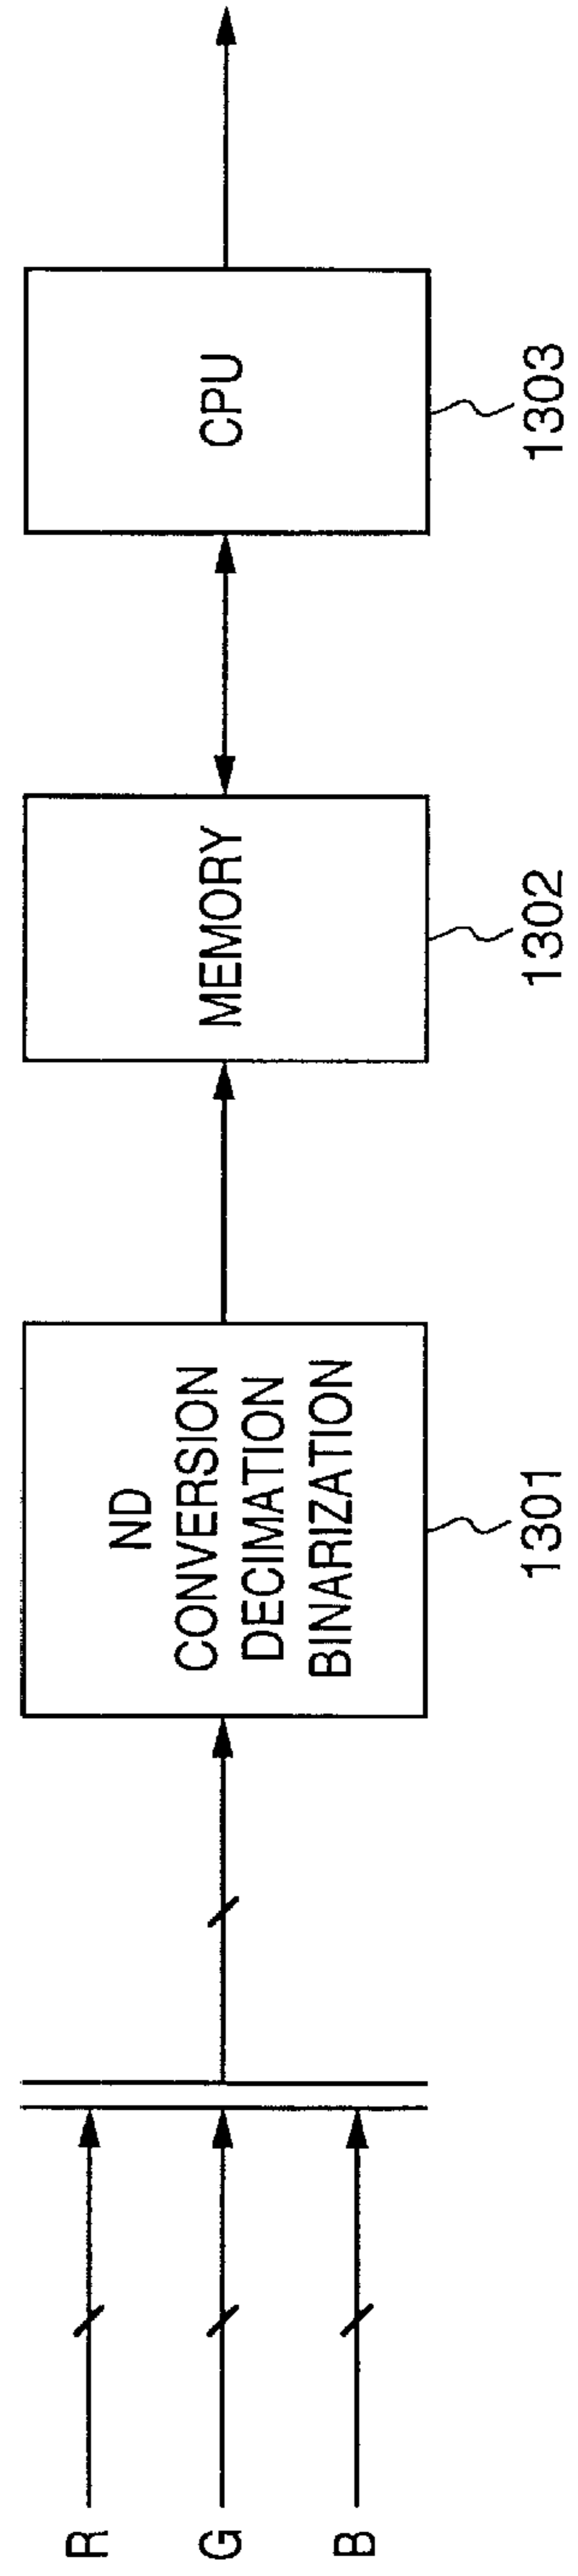 R
G
B
ND
CONVERSION
DECIMATION
BINARIZATION
1301
MEMORY
1302
CPU
1303